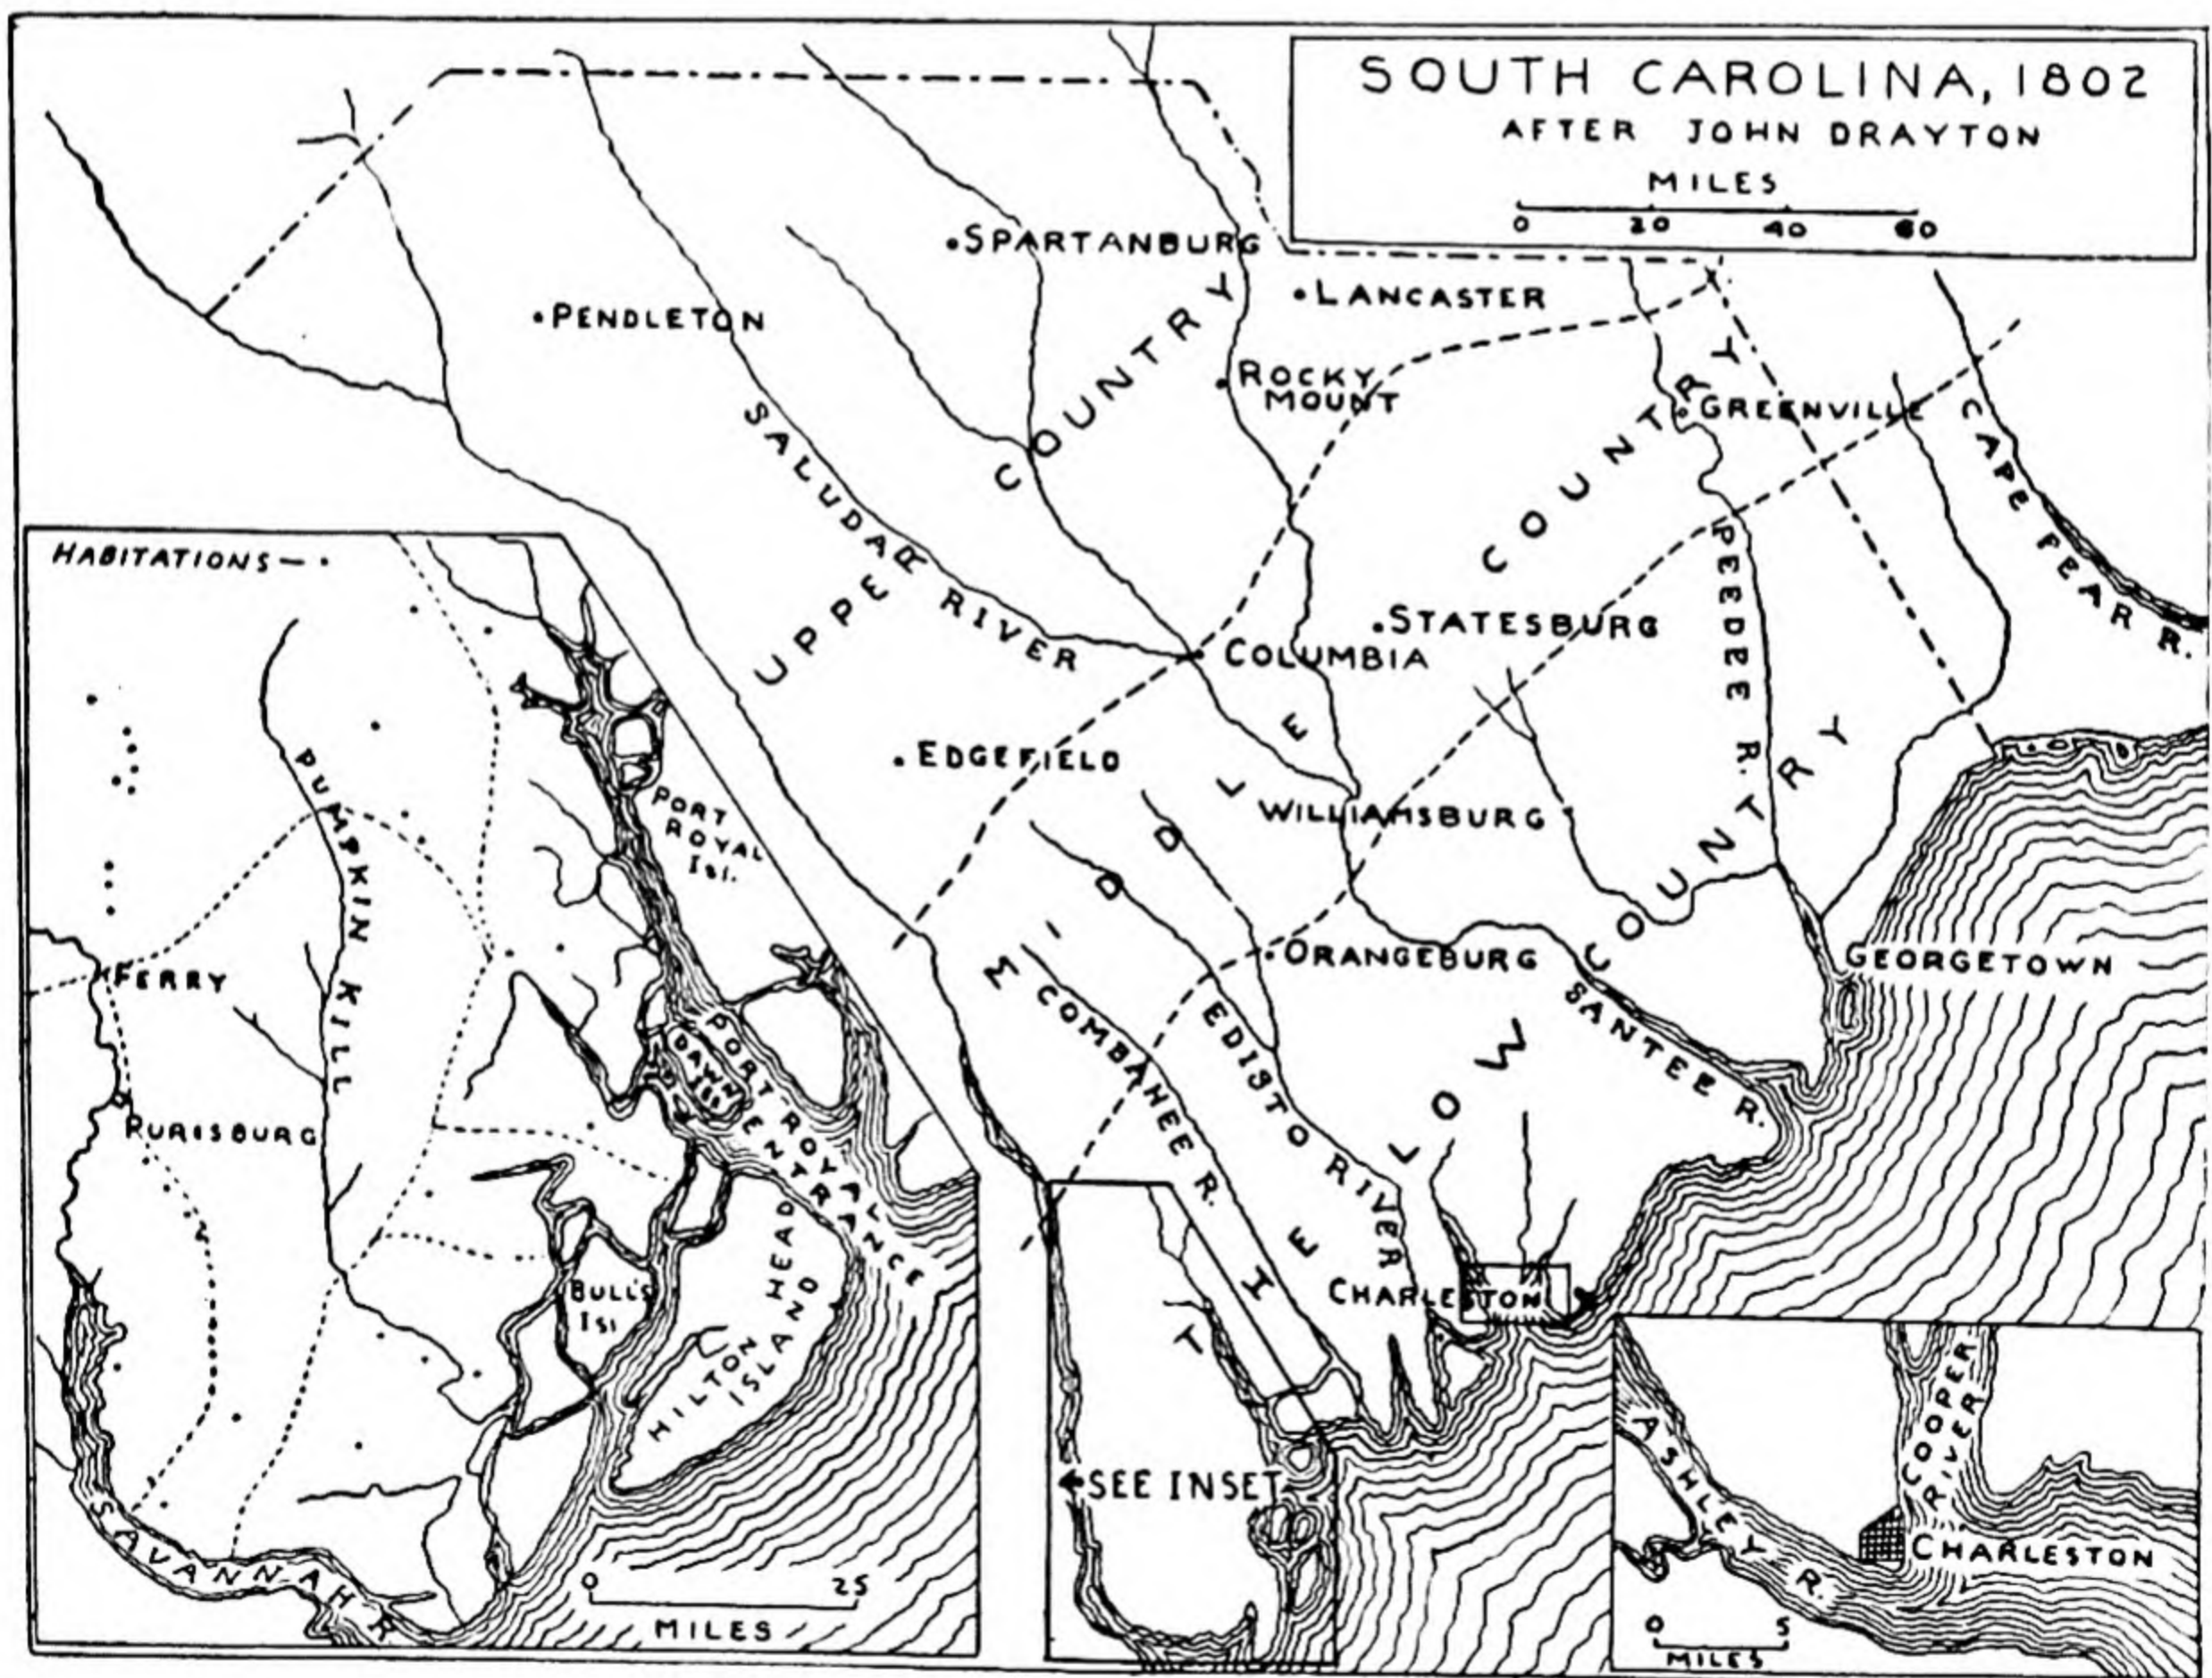 SOUTH CAROLINA, 1802
AFTER JOHN DRAYTON
MILES
0 20 40 60
SPARTANBURG
LANCASTER
PENDLETON
ROCKY
MOUNT
GREENVILLE
SALUDA RIVER
UPPER COUNTRY
CAPE FEAR R.
PEEDEE R.
STATESBURG
COLUMBIA
MIDDLE COUNTRY
EDGEFIELD
WILLIAMSBURG
ORANGEBURG
GEORGETOWN
COMBAHEE R.
EDISTO RIVER
SANTEE R.
LOW COUNTRY
CHARLESTON
SEE INSET
HABITATIONS — .
PUMPKIN KILL
PORT
ROYAL
Isl.
FERRY
PORT ROYAL
ENTRANCE
DAWN
Isl
PURISBURG
BULL'S
Isl
HILTON HEAD
ISLAND
SAVANNAH R
0 25
MILES
COOPER
RIVER
ASHLEY R.
CHARLESTON
0 5
MILES